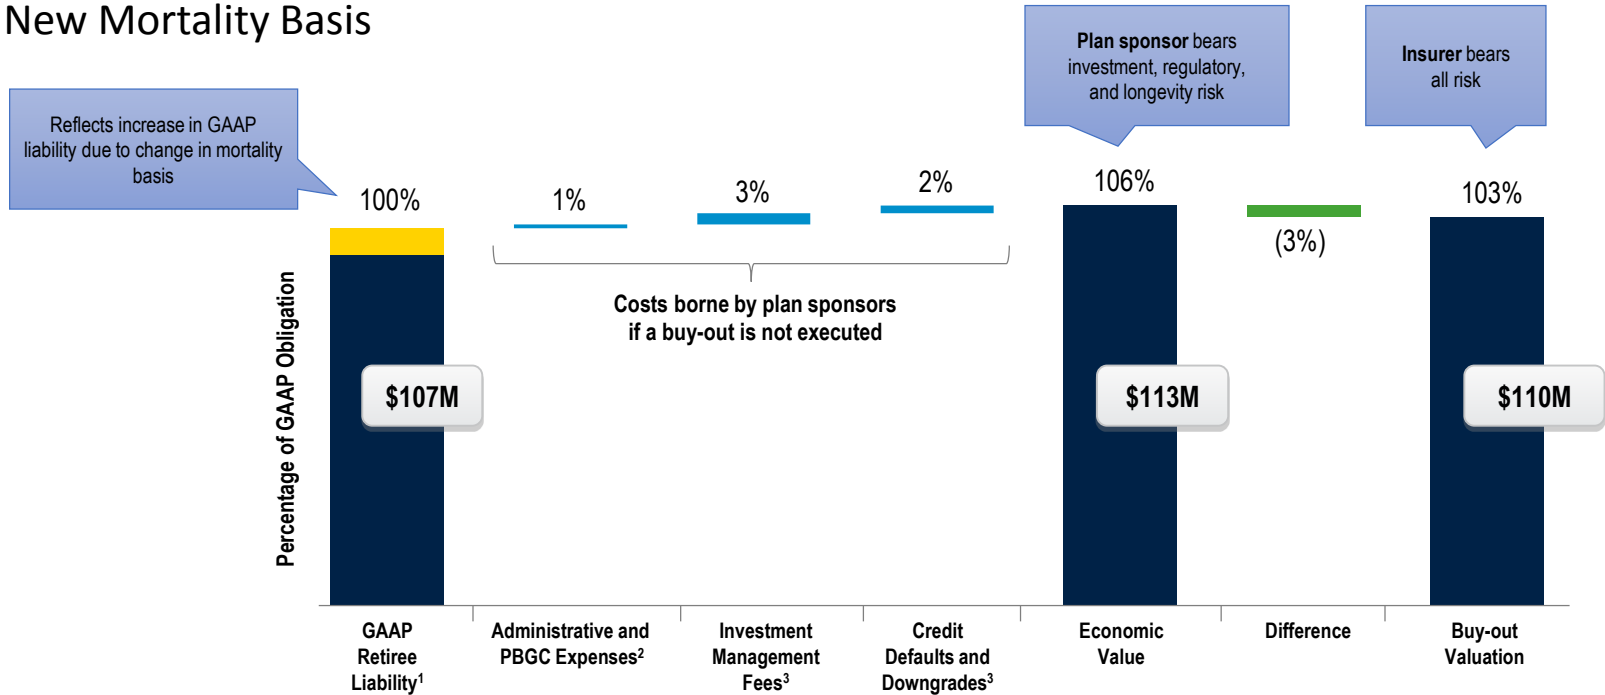 New Mortality Basis
Plan sponsor bears
investment, regulatory,
and longevity risk
Insurer bears
all risk
Reflects increase in GAAP
liability due to change in mortality
basis
100%
1%
3%
2%
106%
(3%)
103%
Costs borne by plan sponsors
if a buy-out is not executed
Percentage of GAAP Obligation
$107M
$113M
$110M
GAAP
Retiree
Liability¹
Administrative and
PBGC Expenses²
Investment
Management
Fees³
Credit
Defaults and
Downgrades³
Economic
Value
Difference
Buy-out
Valuation